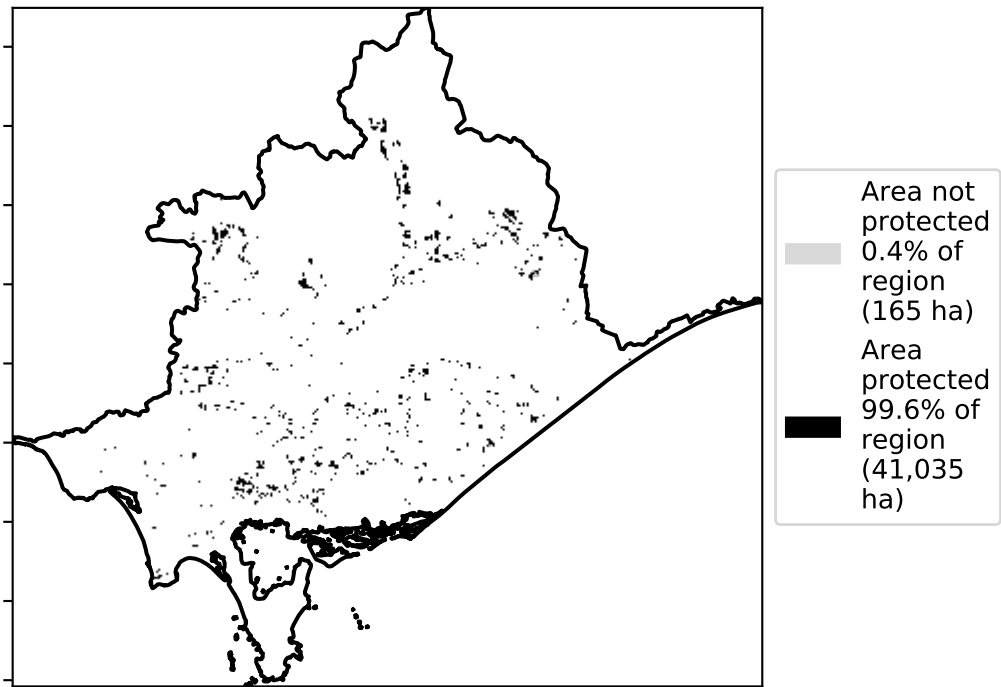 Area not
protected
0.4% of
region
(165 ha)
Area
protected
99.6% of
region
(41,035
ha)